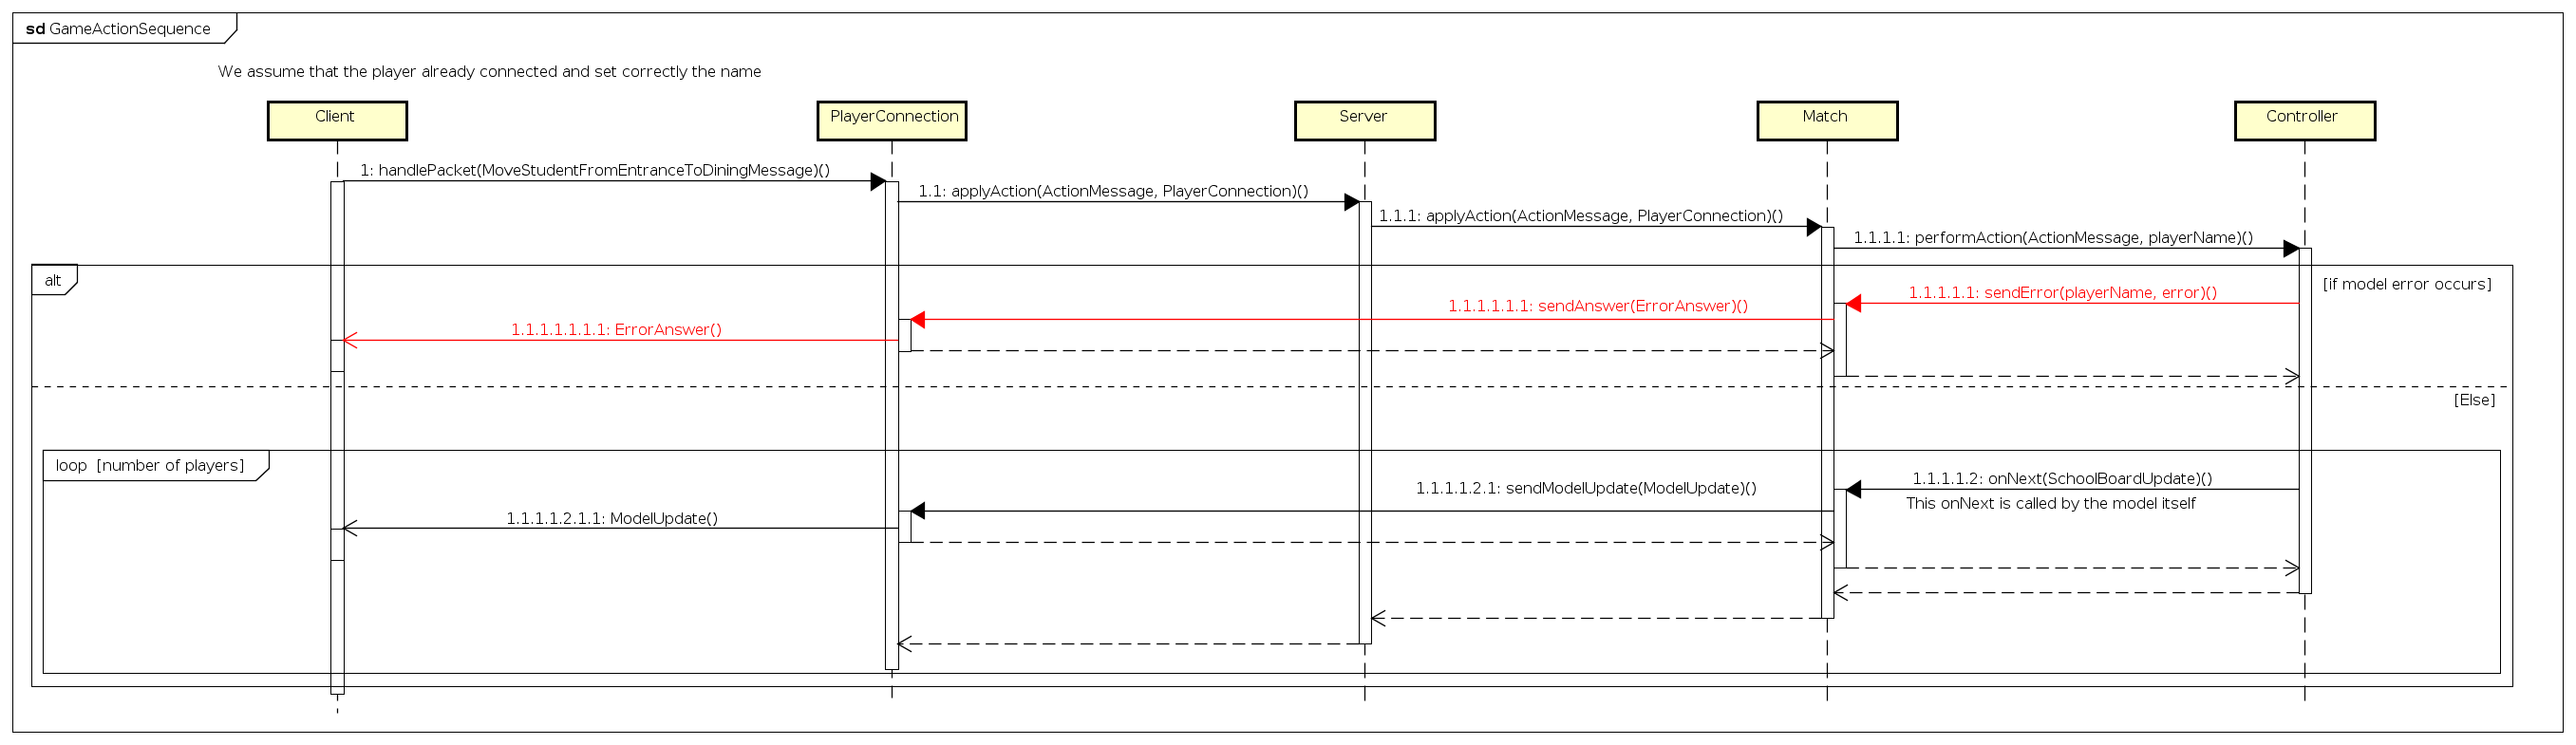 sd GameActionSequence
We assume that the player already connected and set correctly the name
Client
PlayerConnection
Server
Match
Controller
1: handlePacket(MoveStudentFromEntranceToDiningMessage)()
1.1: applyAction(ActionMessage, PlayerConnection)()
1.1.1: applyAction(ActionMessage, PlayerConnection)()
1.1.1.1: performAction(ActionMessage, playerName)()
alt
[if model error occurs]
1.1.1.1.1: sendError(playerName, error)()
1.1.1.1.1.1: sendAnswer(ErrorAnswer)()
1.1.1.1.1.1.1: ErrorAnswer()
[Else]
loop [number of players]
1.1.1.1.2: onNext(SchoolBoardUpdate)()
1.1.1.1.2.1: sendModelUpdate(ModelUpdate)()
This onNext is called by the model itself
1.1.1.1.2.1.1: ModelUpdate()